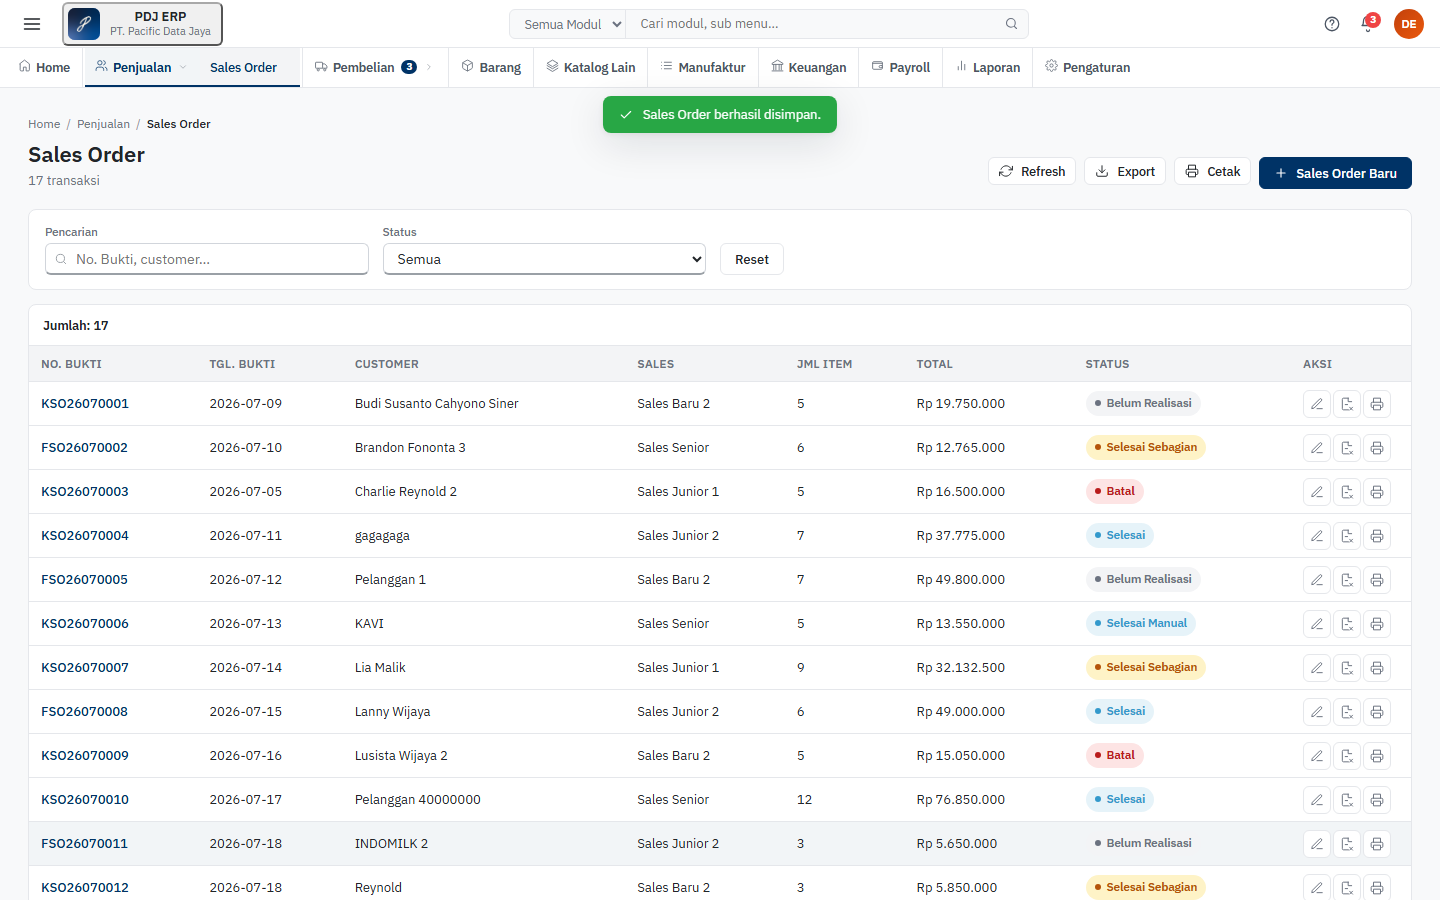 PDJ ERP
PT. Pacific Data Jaya
Semua Modul
Cari modul, sub menu...
3
DE
Home
Penjualan
Sales Order
Pembelian 3
Barang
Katalog Lain
Manufaktur
Keuangan
Payroll
Laporan
Pengaturan
Sales Order berhasil disimpan.
Home / Penjualan / Sales Order
Sales Order
17 transaksi
Refresh
Export
Cetak
Sales Order Baru
Pencarian
No. Bukti, customer...
Status
Semua
Reset
Jumlah: 17
NO. BUKTI TGL. BUKTI CUSTOMER SALES JML ITEM TOTAL STATUS AKSI
KSO26070001 2026-07-09 Budi Susanto Cahyono Siner Sales Baru 2 5 Rp 19.750.000 Belum Realisasi
FSO26070002 2026-07-10 Brandon Fononta 3 Sales Senior 6 Rp 12.765.000 Selesai Sebagian
KSO26070003 2026-07-05 Charlie Reynold 2 Sales Junior 1 5 Rp 16.500.000 Batal
KSO26070004 2026-07-11 gagagaga Sales Junior 2 7 Rp 37.775.000 Selesai
FSO26070005 2026-07-12 Pelanggan 1 Sales Baru 2 7 Rp 49.800.000 Belum Realisasi
KSO26070006 2026-07-13 KAVI Sales Senior 5 Rp 13.550.000 Selesai Manual
KSO26070007 2026-07-14 Lia Malik Sales Junior 1 9 Rp 32.132.500 Selesai Sebagian
FSO26070008 2026-07-15 Lanny Wijaya Sales Junior 2 6 Rp 49.000.000 Selesai
KSO26070009 2026-07-16 Lusista Wijaya 2 Sales Baru 2 5 Rp 15.050.000 Batal
KSO26070010 2026-07-17 Pelanggan 40000000 Sales Senior 12 Rp 76.850.000 Selesai
FSO26070011 2026-07-18 INDOMILK 2 Sales Junior 2 3 Rp 5.650.000 Belum Realisasi
KSO26070012 2026-07-18 Reynold Sales Baru 2 3 Rp 5.850.000 Selesai Sebagian